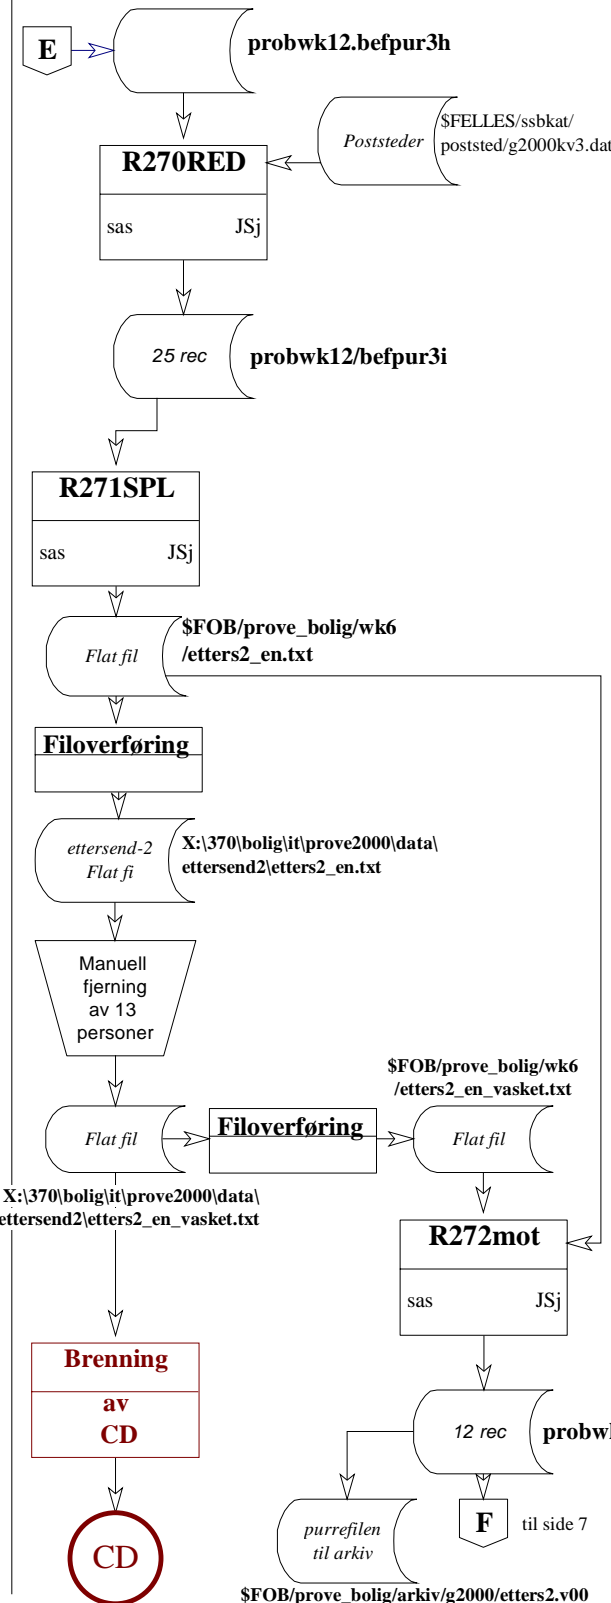 E
probwk12.befpur3h
Poststeder
$FELLES/ssbkat/
poststed/g2000kv3.dat
R270RED
sas JSj
25 rec
probwk12/befpur3i
R271SPL
sas JSj
Flat fil
$FOB/prove_bolig/wk6
/etters2_en.txt
Filoverføring
ettersend-2
Flat fi
X:\370\bolig\it\prove2000\data\
ettersend2\etters2_en.txt
Manuell
fjerning
av 13
personer
$FOB/prove_bolig/wk6
/etters2_en_vasket.txt
Flat fil
Filoverføring
Flat fil
X:\370\bolig\it\prove2000\data\
ettersend2\etters2_en_vasket.txt
R272mot
sas JSj
Brenning
av
CD
12 rec
probwk
CD
purrefilen
til arkiv
F
til side 7
$FOB/prove_bolig/arkiv/g2000/etters2.v00